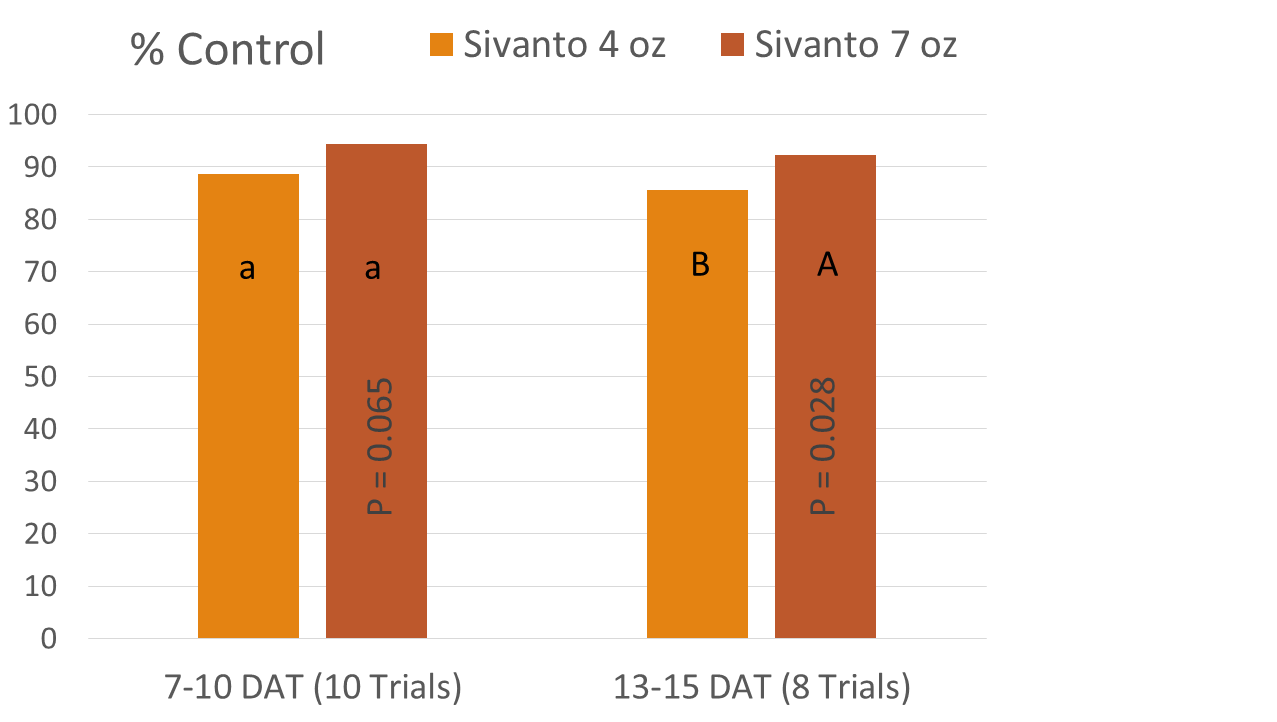 % Control
Sivanto 4 oz
Sivanto 7 oz
100
90
80
70
60
50
40
30
20
10
0
a
a
B
A
P = 0.065
P = 0.028
7-10 DAT (10 Trials)
13-15 DAT (8 Trials)